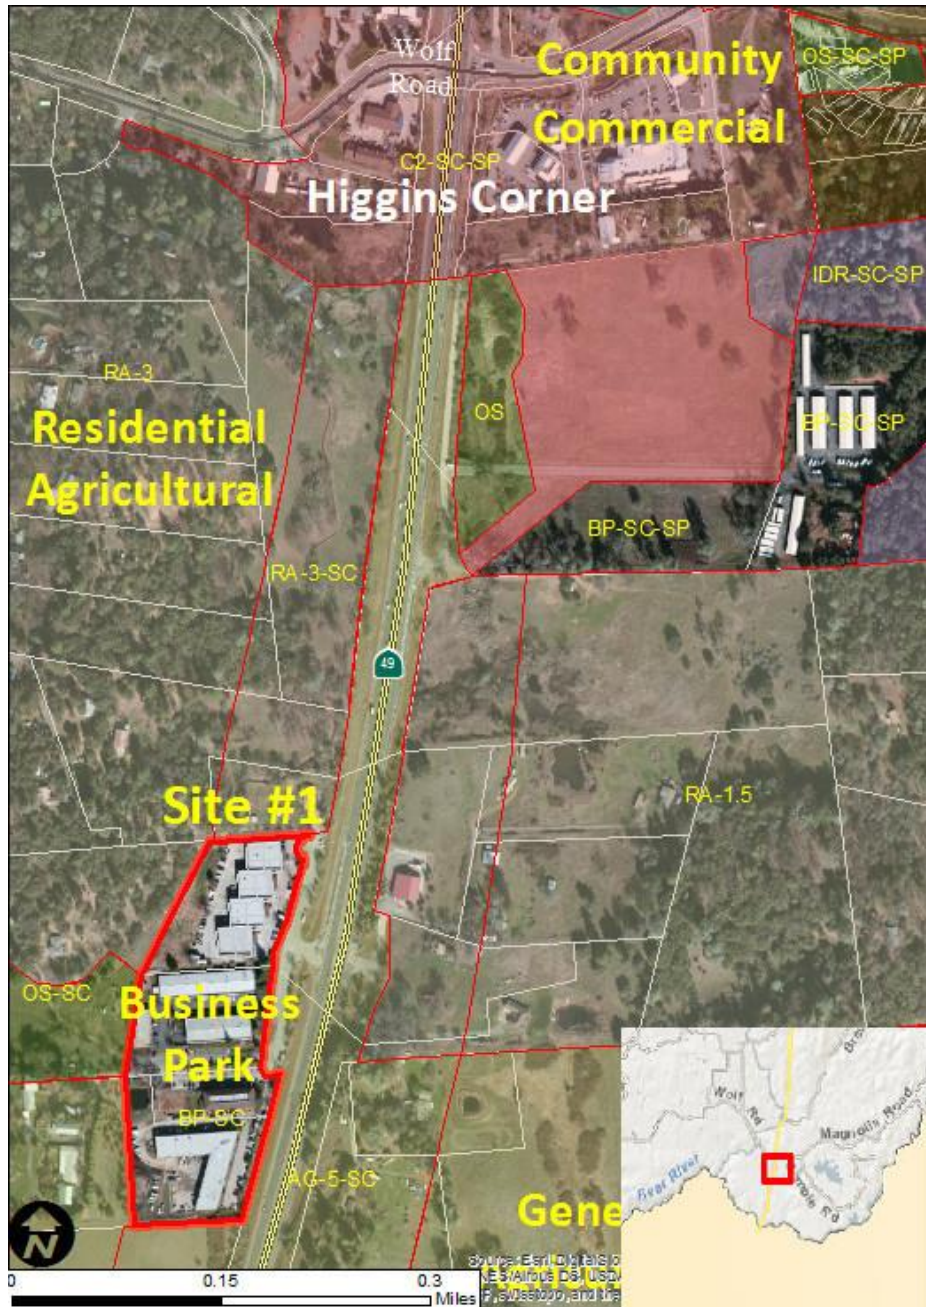 Wolf
Road
Community
Commercial
OS-SC-SP
C2-SC-SP
Higgins Corner
IDR-SC-SP
RA-3
OS
BP-SC-SP
Residential
Agricultural
BP-SC-SP
RA-3-SC
49
RA-1.5
Site #1
OS-SC
Business
Park
BP-SC
AG-5-SC
Gene
Wolf Rd
Magnolia Road
Bear River
Rd
N
0 0.15 0.3
Miles